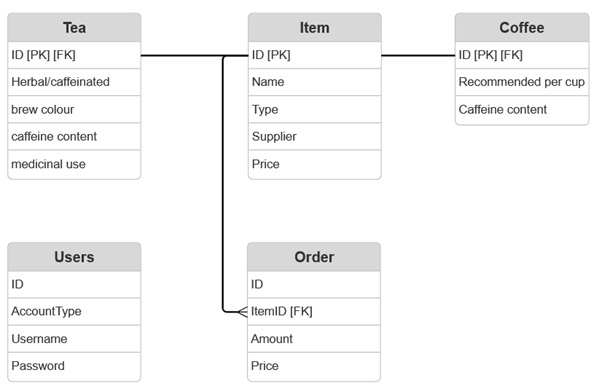 Tea
ID [PK] [FK]
Herbal/caffeinated
brew colour
caffeine content
medicinal use
Item
ID [PK]
Name
Type
Supplier
Price
Coffee
ID [PK] [FK]
Recommended per cup
Caffeine content
Users
ID
AccountType
Username
Password
Order
ID
ItemID [FK]
Amount
Price